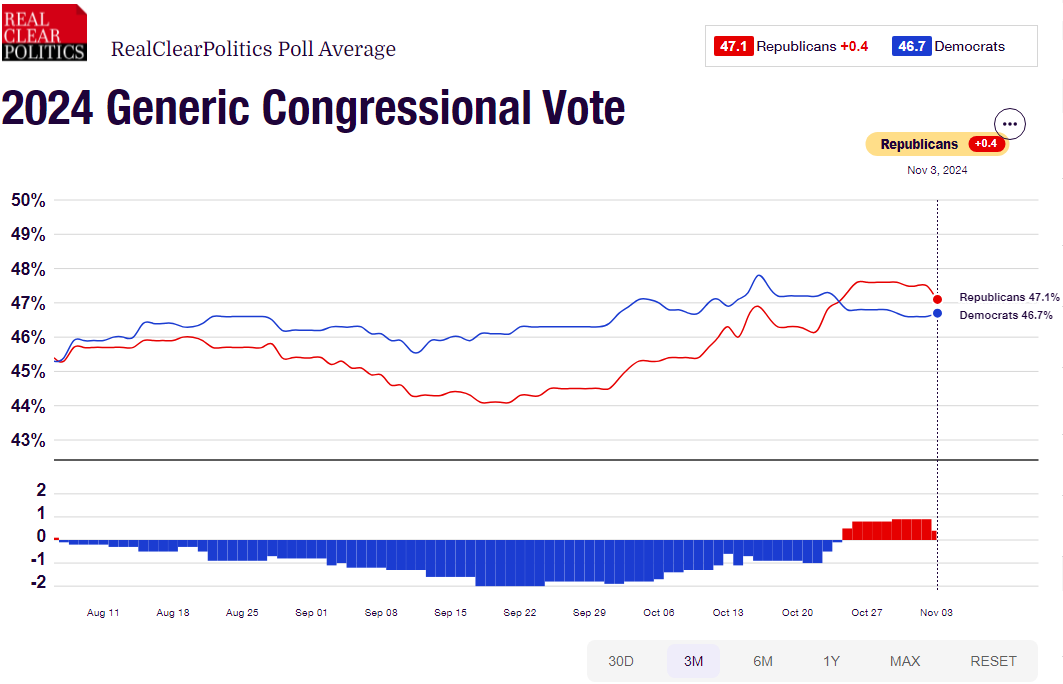 REAL
CLEAR
POLITICS
RealClearPolitics Poll Average
47.1 Republicans +0.4 46.7 Democrats
2024 Generic Congressional Vote
Republicans +0.4
Nov 3, 2024
50%
49%
48%
47%
46%
45%
44%
43%
Republicans 47.1%
Democrats 46.7%
2
1
0
-1
-2
Aug 11 Aug 18 Aug 25 Sep 01 Sep 08 Sep 15 Sep 22 Sep 29 Oct 06 Oct 13 Oct 20 Oct 27 Nov 03
30D 3M 6M 1Y MAX RESET